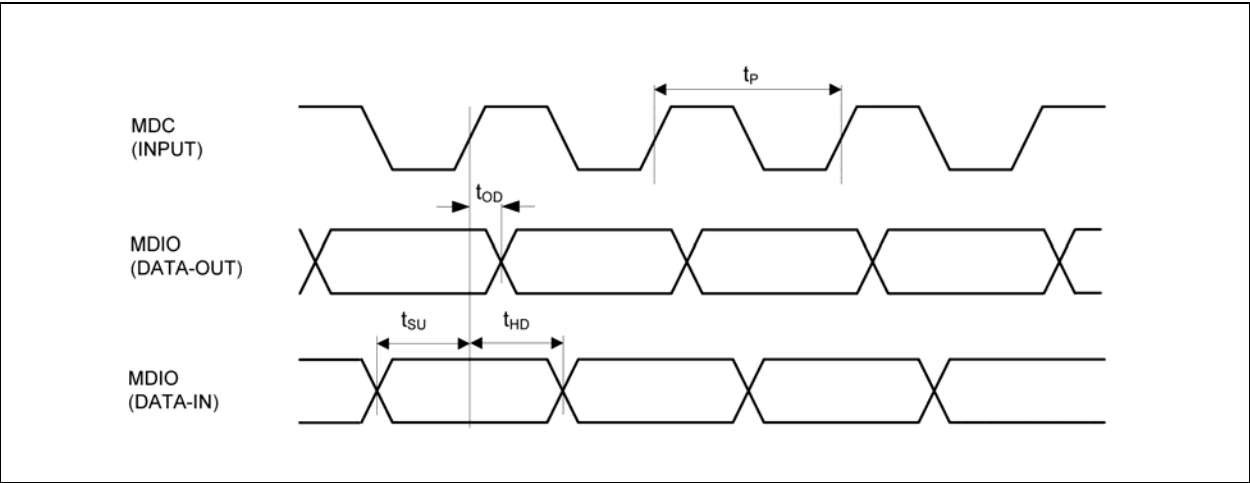 tP
MDC
(INPUT)
tOD
MDIO
(DATA-OUT)
tSU
tHD
MDIO
(DATA-IN)